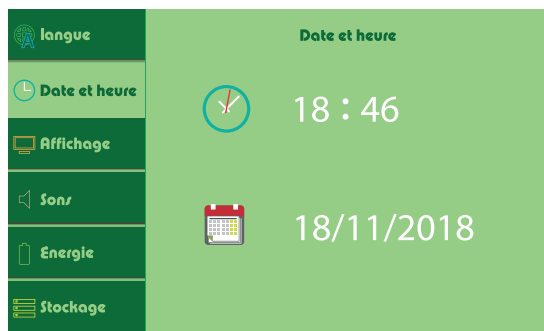 langue
Date et heure
Affichage
Sons
Energie
Stockage
Date et heure
18 : 46
18/11/2018